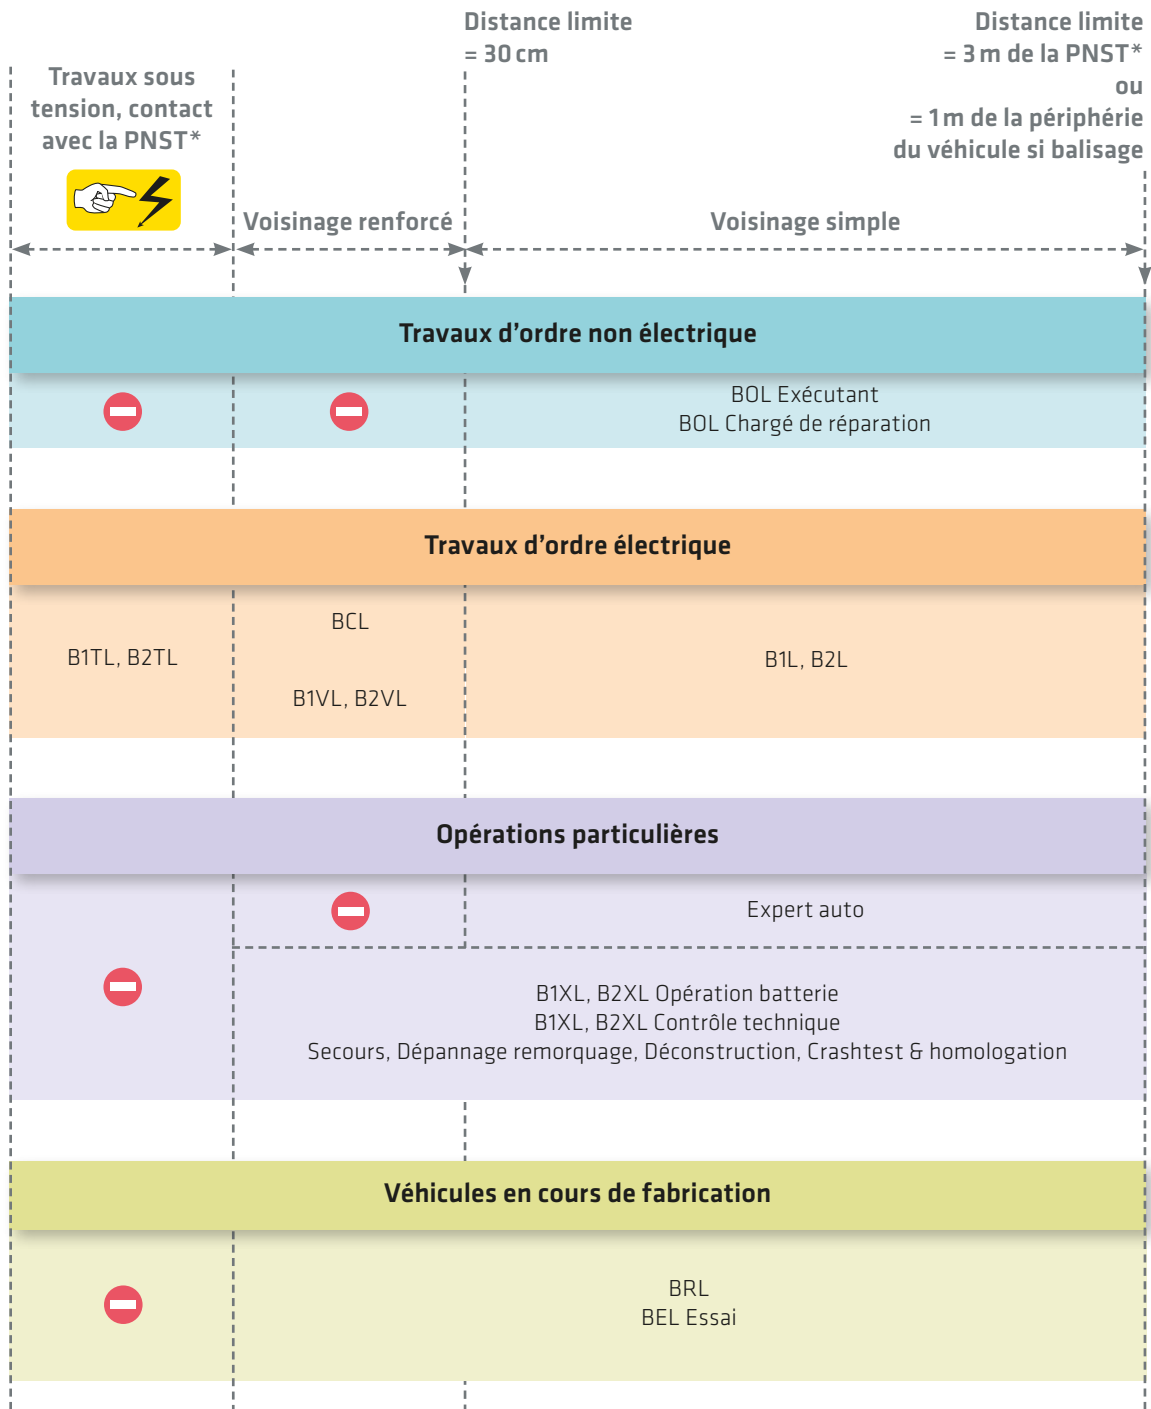 Distance limite
= 30 cm
Distance limite
= 3 m de la PNST*
ou
= 1 m de la périphérie
du véhicule si balisage
Travaux sous
tension, contact
avec la PNST*
Voisinage renforcé
Voisinage simple
Travaux d'ordre non électrique
BOL Exécutant
BOL Chargé de réparation
Travaux d'ordre électrique
B1TL, B2TL
BCL
B1VL, B2VL
B1L, B2L
Opérations particulières
Expert auto
B1XL, B2XL Opération batterie
B1XL, B2XL Contrôle technique
Secours, Dépannage remorquage, Déconstruction, Crashtest & homologation
Véhicules en cours de fabrication
BRL
BEL Essai